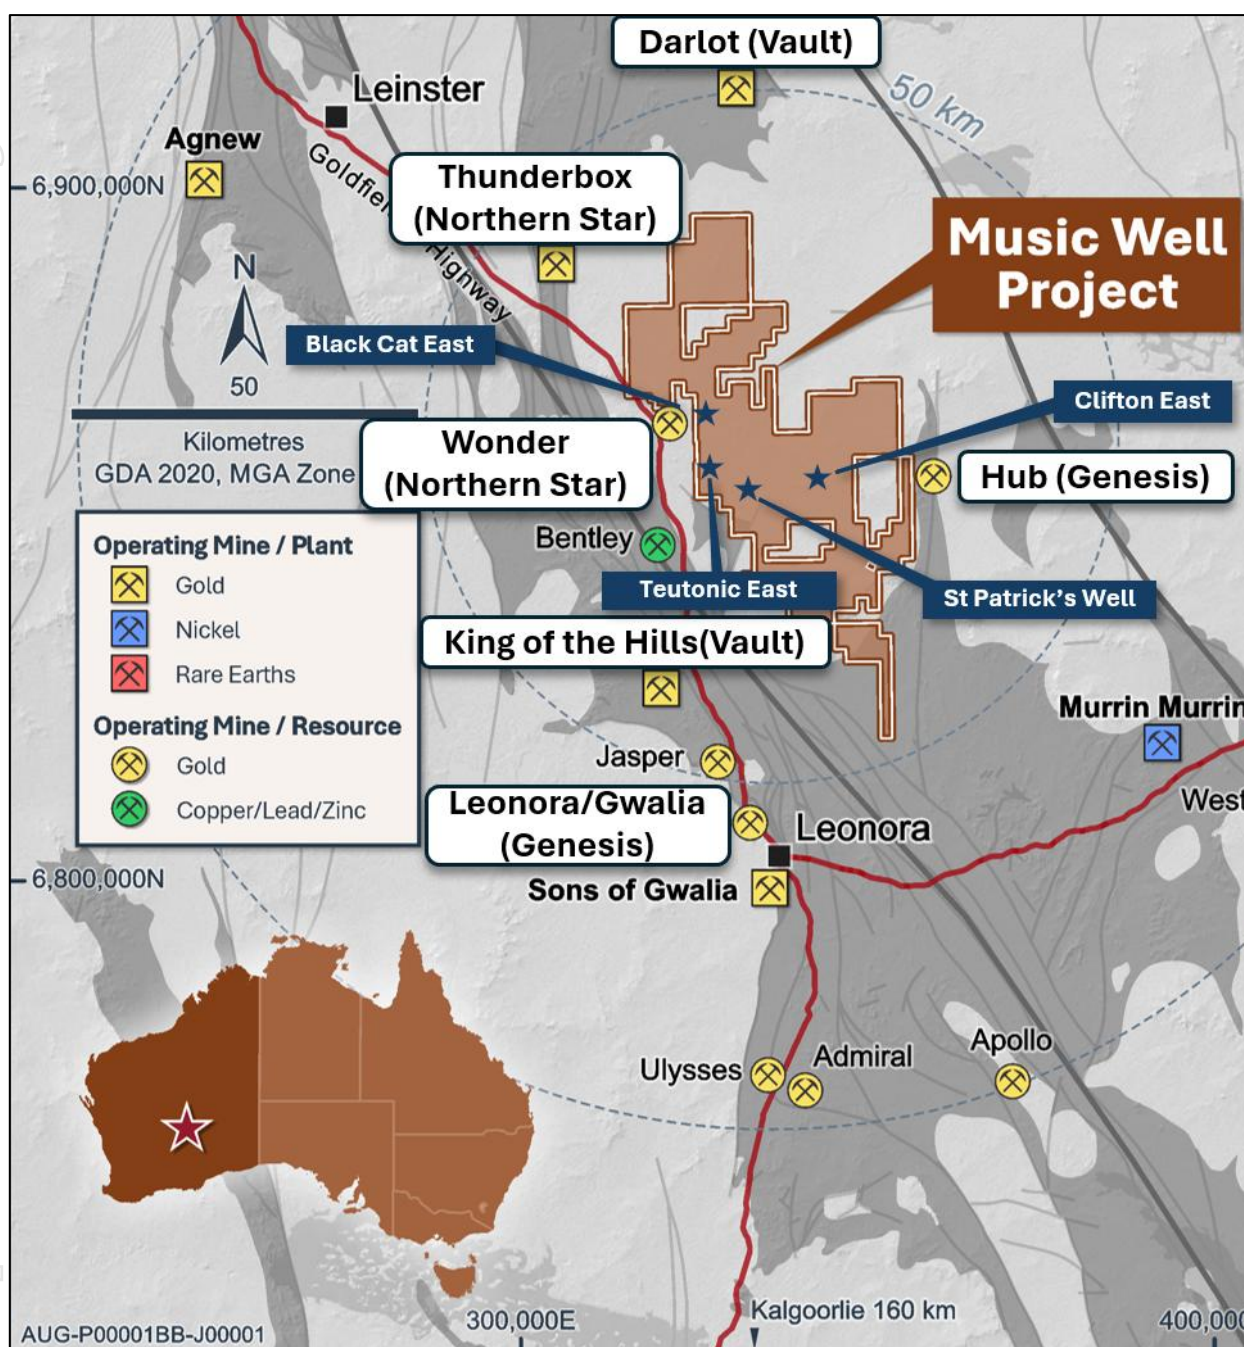 Darlot (Vault)
50 km
Leinster
Agnew
Goldfie
Highway
6,900,000N
Thunderbox
(Northern Star)
Music Well
Project
N
50
Kilometres
GDA 2020, MGA Zone
Black Cat East
Clifton East
Wonder
(Northern Star)
Hub (Genesis)
Bentley
Teutonic East
St Patrick's Well
Operating Mine / Plant
Gold
Nickel
Rare Earths
Operating Mine / Resource
Gold
Copper/Lead/Zinc
King of the Hills(Vault)
Murrin Murrin
Jasper
West
Leonora/Gwalia
(Genesis)
Leonora
6,800,000N
Sons of Gwalia
Ulysses
Admiral
Apollo
300,000E
Kalgoorlie 160 km
400,000
AUG-P00001BB-J00001